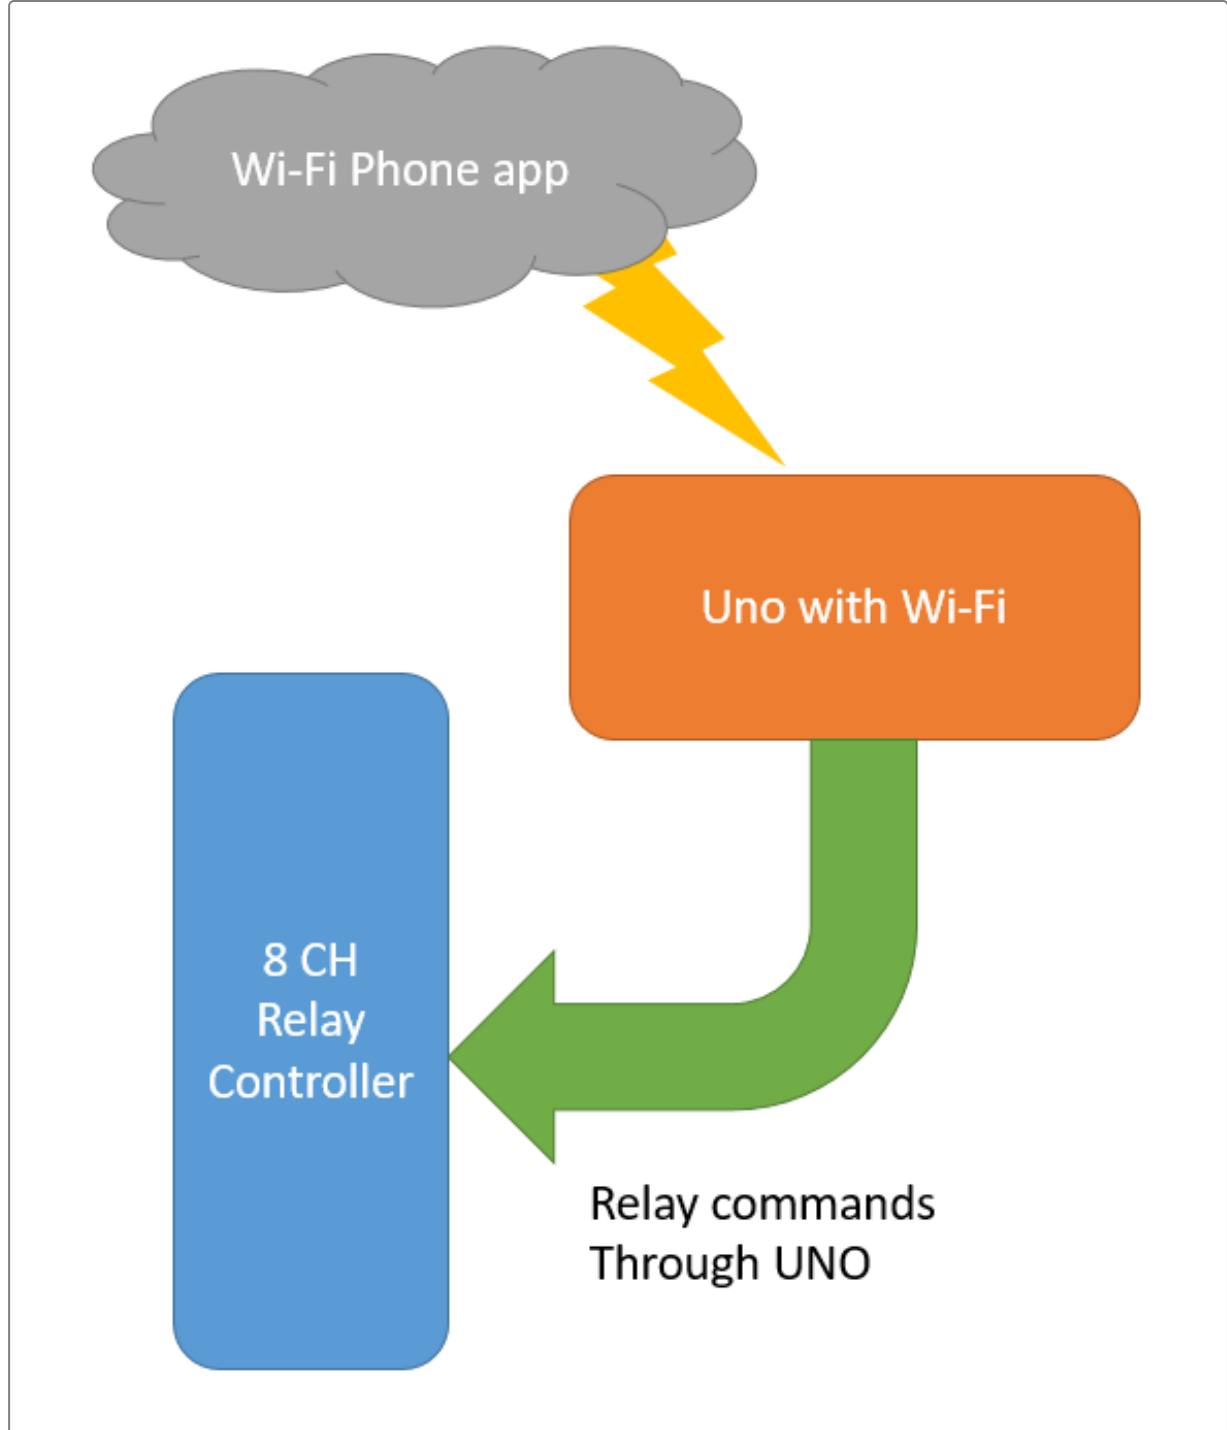 Wi-Fi Phone app
Uno with Wi-Fi
8 CH
Relay
Controller
Relay commands
Through UNO